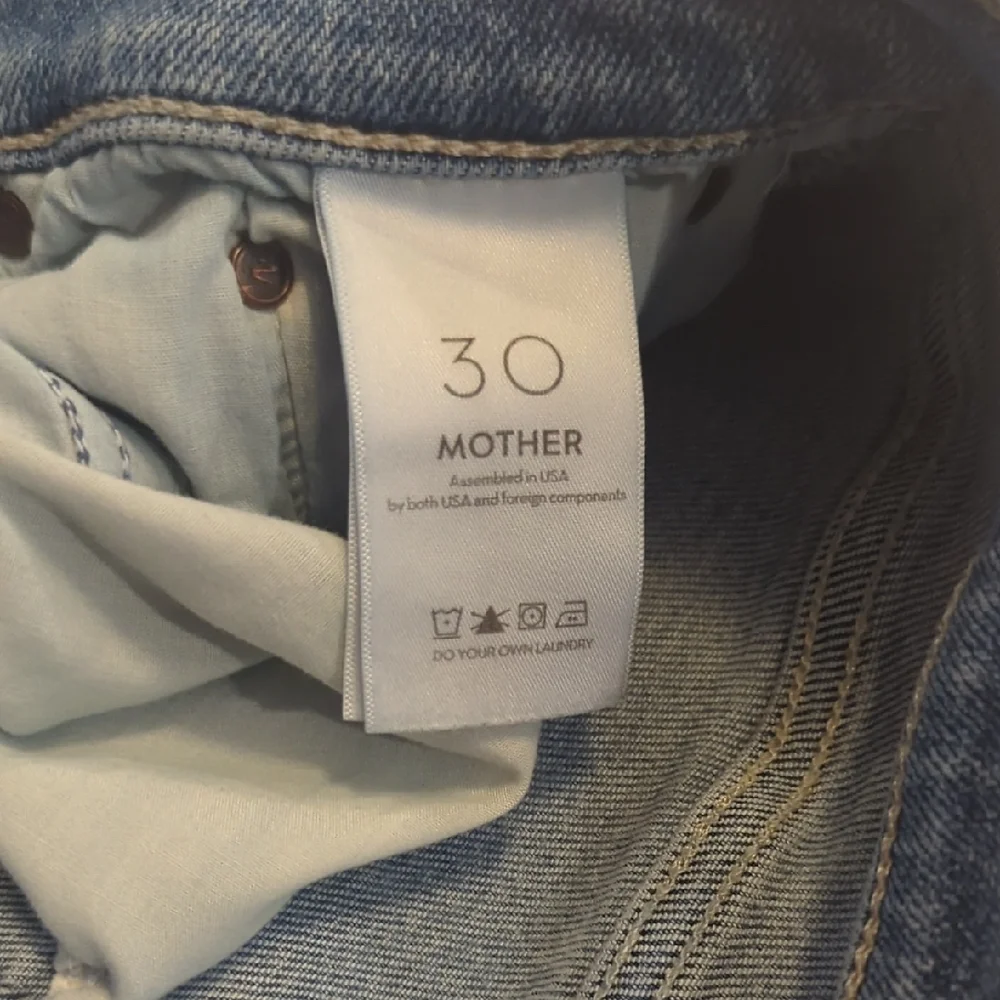 30
MOTHER
Assembled in USA
by both USA and foreign components
DO YOUR OWN LAUNDRY